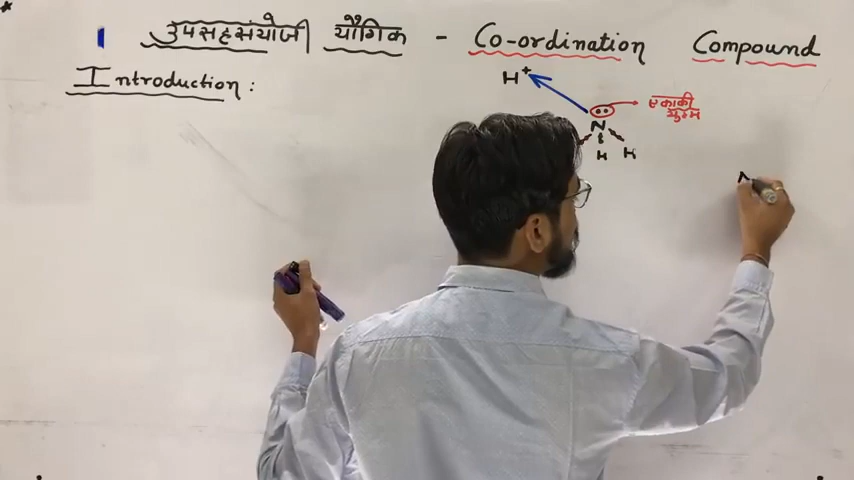 1 उपसहसंयोजी यौगिक - Co-ordination Compound
Introduction :
H+
एकाकी
युग्म
N
H H
N